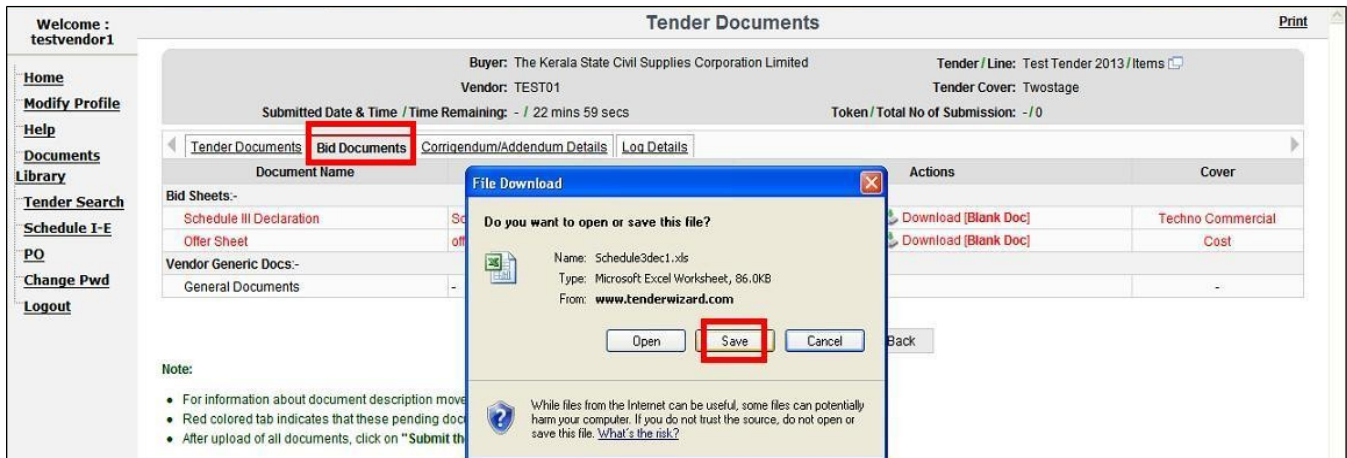 Welcome :
testvendor1
Tender Documents
Print
Home
Modify Profile
Help
Documents
Library
Tender Search
Schedule I-E
PO
Change Pwd
Logout
Buyer: The Kerala State Civil Supplies Corporation Limited Tender / Line: Test Tender 2013 / Items
Vendor: TEST01 Tender Cover: Twostage
Submitted Date & Time / Time Remaining: - / 22 mins 59 secs Token / Total No of Submission: - / 0
Tender Documents Bid Documents Corrigendum/Addendum Details Log Details
Document Name Actions Cover
Bid Sheets:-
Schedule III Declaration Sc Download [Blank Doc] Techno Commercial
Offer Sheet off Download [Blank Doc] Cost
Vendor Generic Docs:-
General Documents - -
File Download
Do you want to open or save this file?
Name: Schedule3dec1.xls
Type: Microsoft Excel Worksheet, 86.0KB
From: www.tenderwizard.com
Open Save Cancel
Back
While files from the Internet can be useful, some files can potentially
harm your computer. If you do not trust the source, do not open or
save this file. What's the risk?
Note:
• For information about document description move
• Red colored tab indicates that these pending doc
• After upload of all documents, click on "Submit th